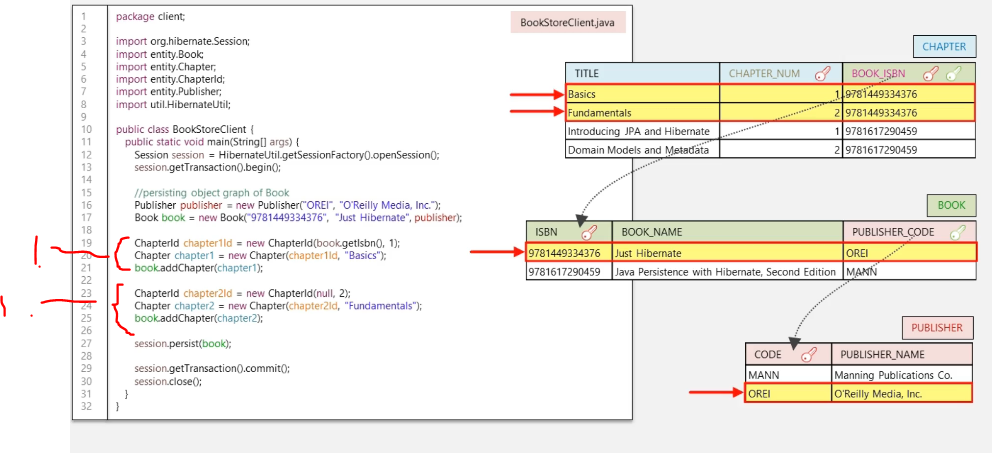 BookStoreClient.java
1 package client;
2
3 import org.hibernate.Session;
4 import entity.Book;
5 import entity.Chapter;
6 import entity.ChapterId;
7 import entity.Publisher;
8 import util.HibernateUtil;
9
10 public class BookStoreClient {
11 public static void main(String[] args) {
12 Session session = HibernateUtil.getSessionFactory().openSession();
13 session.getTransaction().begin();
14
15 //persisting object graph of Book
16 Publisher publisher = new Publisher("OREI", "O'Reilly Media, Inc.");
17 Book book = new Book("9781449334376", "Just Hibernate", publisher);
18
19 ChapterId chapter1Id = new ChapterId(book.getIsbn(), 1);
20 Chapter chapter1 = new Chapter(chapter1Id, "Basics");
21 book.addChapter(chapter1);
22
23 ChapterId chapter2Id = new ChapterId(null, 2);
24 Chapter chapter2 = new Chapter(chapter2Id, "Fundamentals");
25 book.addChapter(chapter2);
26
27 session.persist(book);
28
29 session.getTransaction().commit();
30 session.close();
31 }
32 }
CHAPTER
TITLE CHAPTER_NUM BOOK_ISBN
Basics 1 9781449334376
Fundamentals 2 9781449334376
Introducing JPA and Hibernate 1 9781617290459
Domain Models and Metadata 2 9781617290459
BOOK
ISBN BOOK_NAME PUBLISHER_CODE
9781449334376 Just Hibernate OREI
9781617290459 Java Persistence with Hibernate, Second Edition MANN
PUBLISHER
CODE PUBLISHER_NAME
MANN Manning Publications Co.
OREI O'Reilly Media, Inc.